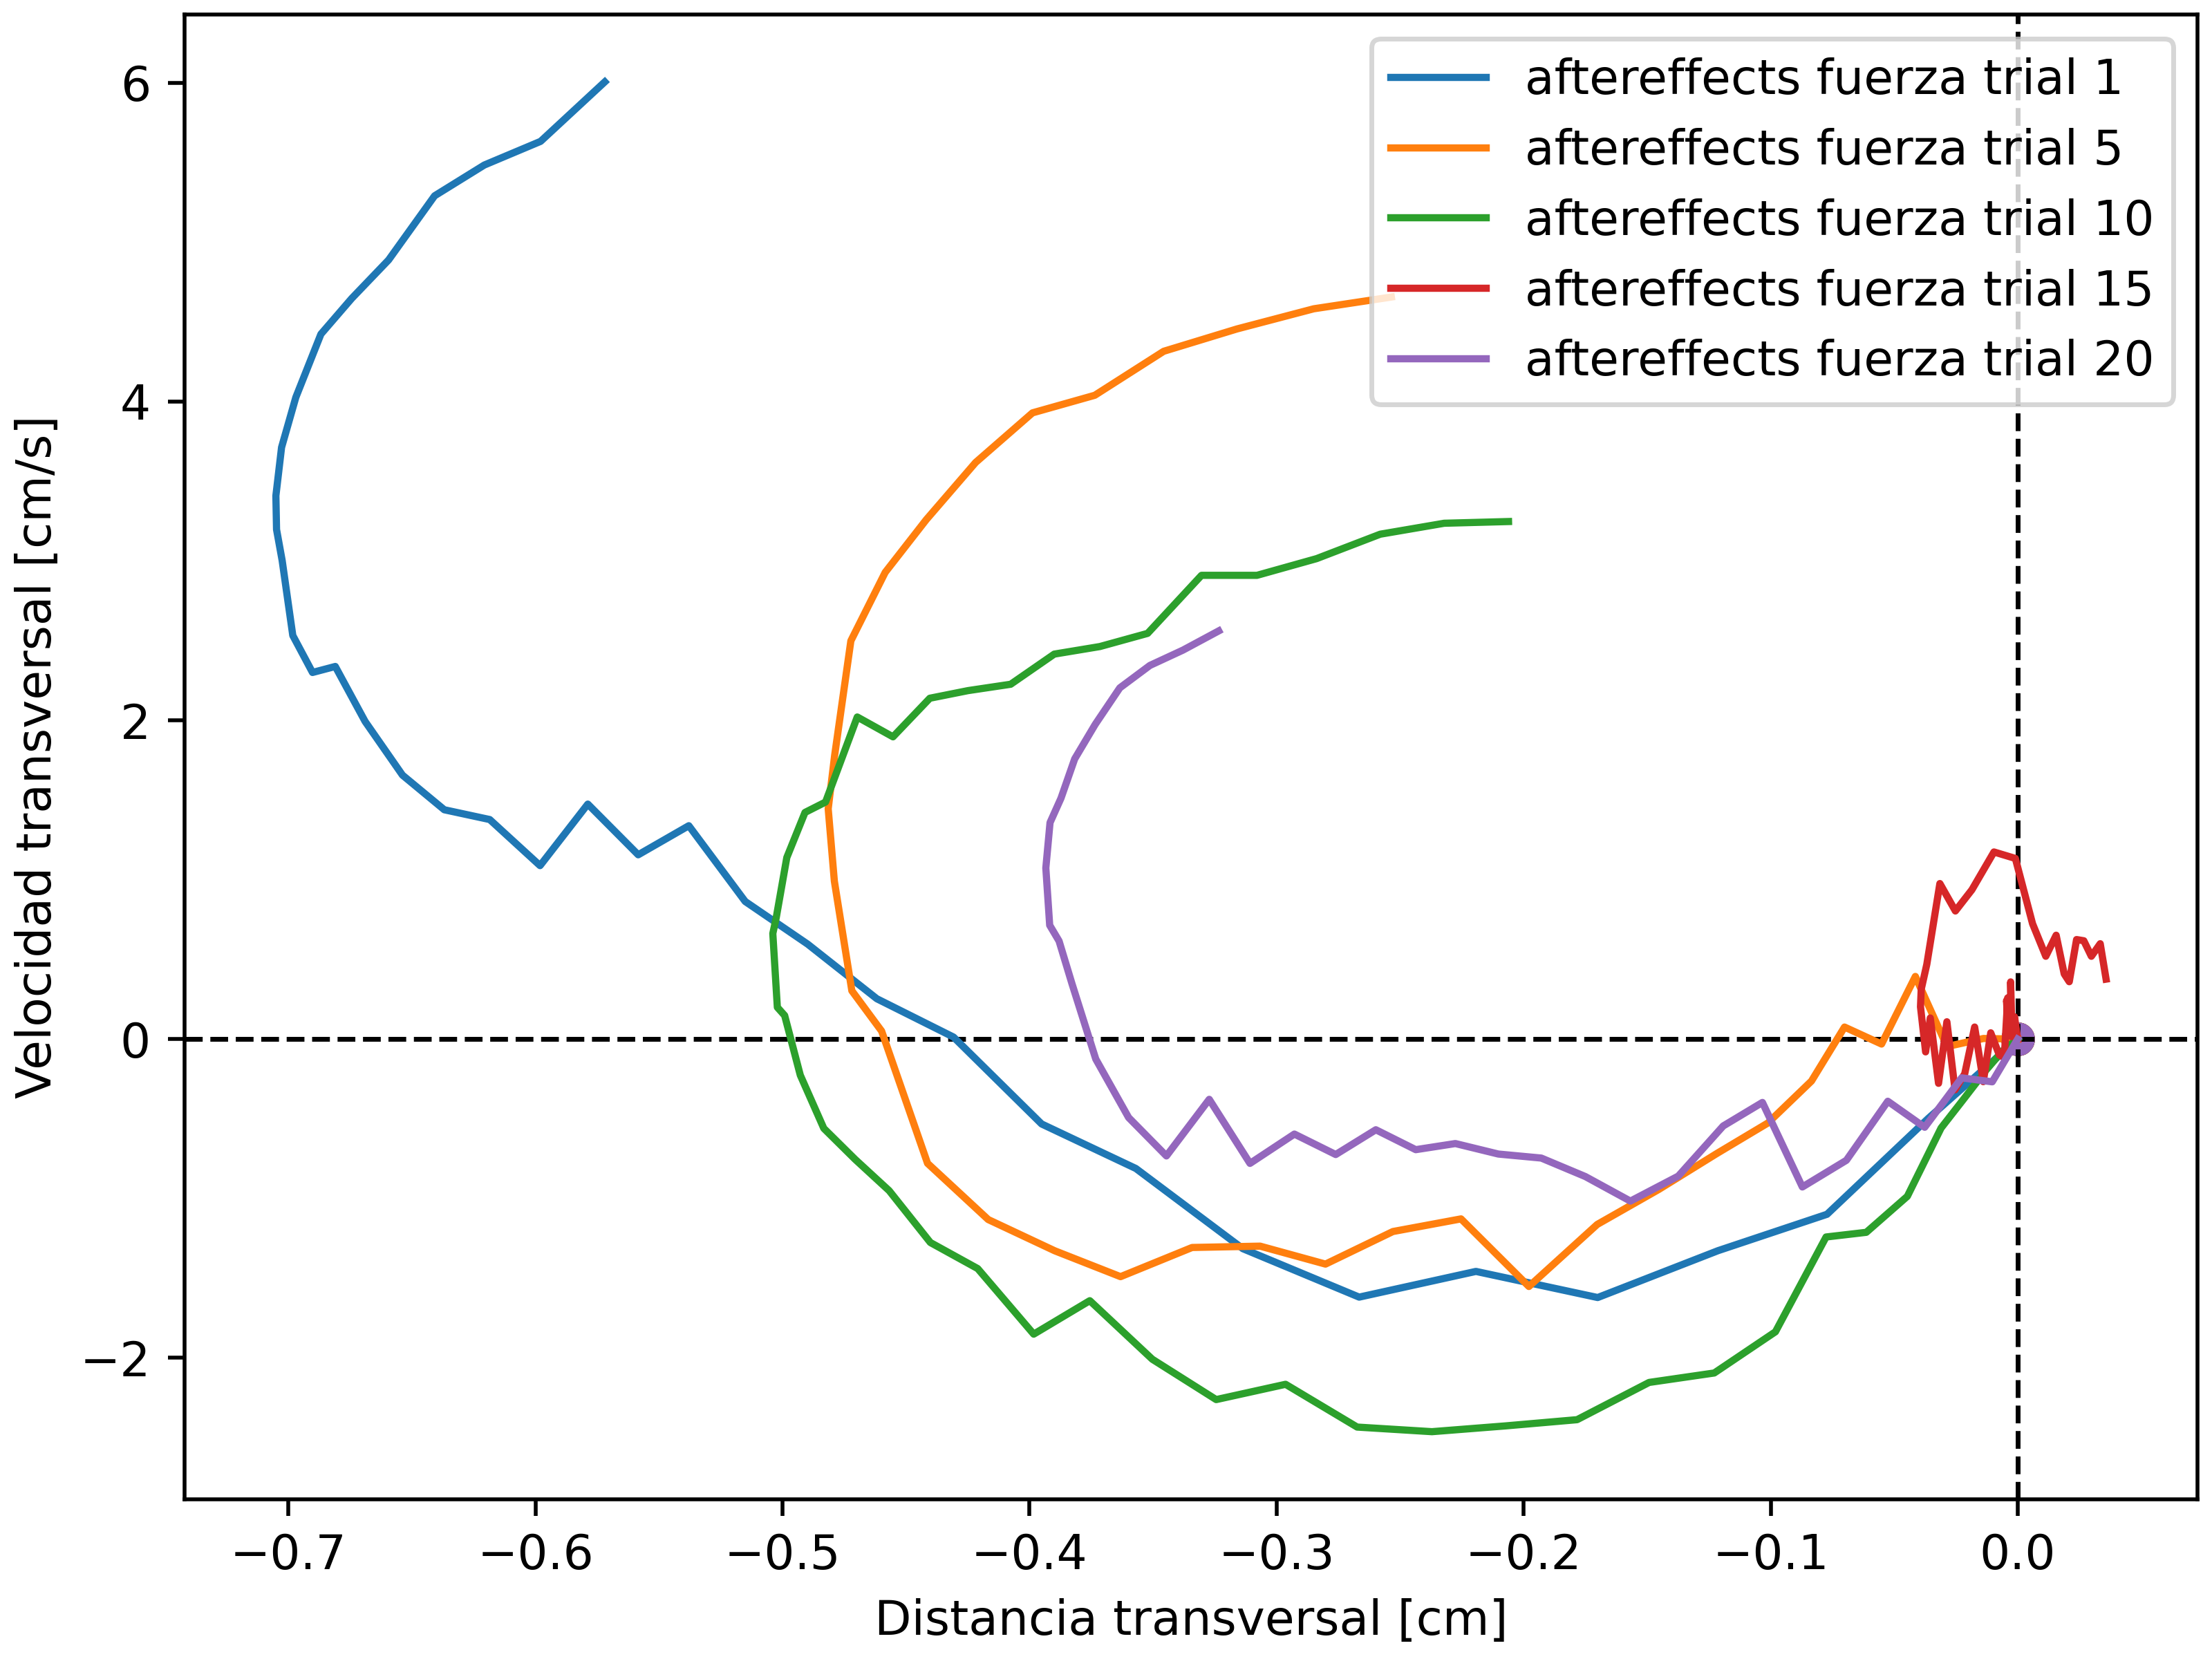 aftereffects fuerza trial 1
aftereffects fuerza trial 5
aftereffects fuerza trial 10
aftereffects fuerza trial 15
aftereffects fuerza trial 20
Velocidad transversal [cm/s]
6
4
2
0
−2
−0.7 −0.6 −0.5 −0.4 −0.3 −0.2 −0.1 0.0
Distancia transversal [cm]